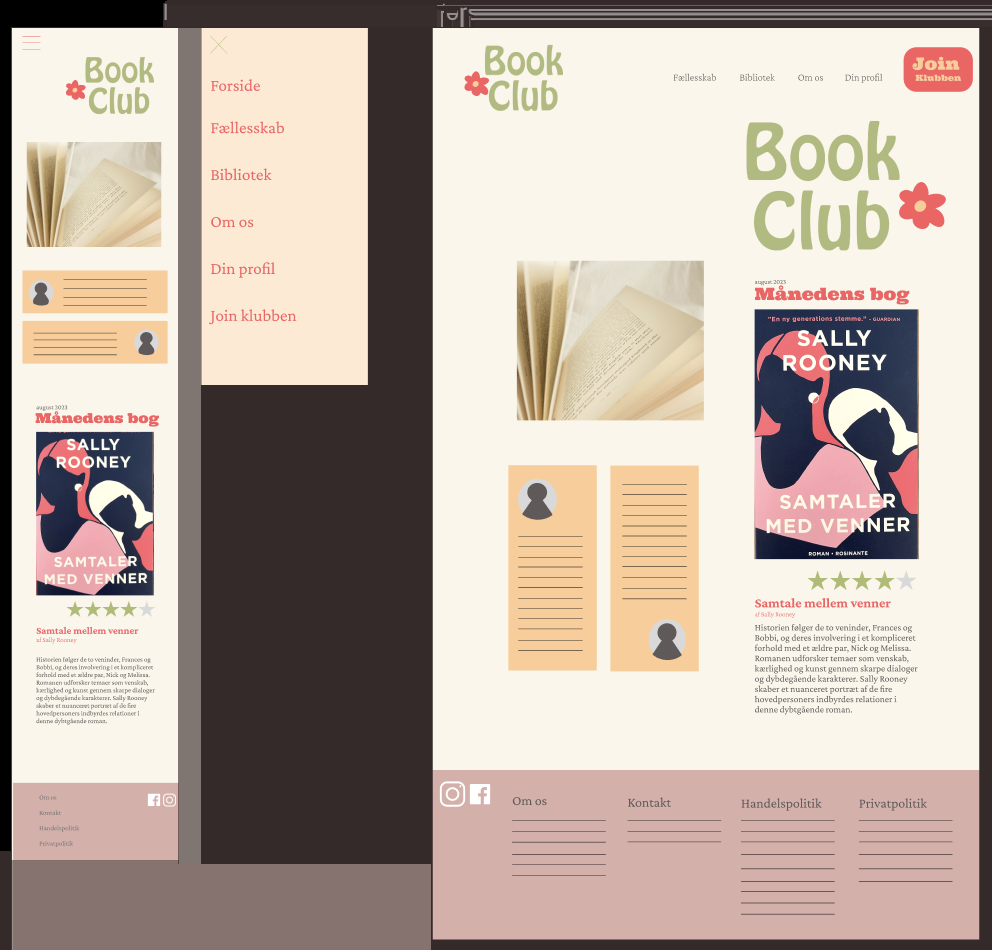 Book
Club
august 2023
Månedens bog
SALLY
ROONEY
SAMTALER
MED VENNER
Samtale mellem venner
af Sally Rooney
Historien følger de to veninder, Frances og
Bobbi, og deres involvering i et kompliceret
forhold med et ældre par, Nick og Melissa.
Romanen udforsker temaer som venskab,
kærlighed og kunst gennem skarpe dialoger
og dybdegående karakterer. Sally Rooney
skaber et nuanceret portræt af de fire
hovedpersoners indbyrdes relationer i
denne dybtgående roman.
Om os
Kontakt
Handelspolitik
Privatpolitik
Forside
Fællesskab
Bibliotek
Om os
Din profil
Join klubben
Book
Club
Fællesskab
Bibliotek
Om os
Din profil
Join
Klubben
Book
Club
august 2023
Månedens bog
"En ny generations stemme." - GUARDIAN
SALLY
ROONEY
SAMTALER
MED VENNER
ROMAN • ROSINANTE
Samtale mellem venner
af Sally Rooney
Historien følger de to veninder, Frances og
Bobbi, og deres involvering i et kompliceret
forhold med et ældre par, Nick og Melissa.
Romanen udforsker temaer som venskab,
kærlighed og kunst gennem skarpe dialoger
og dybdegående karakterer. Sally Rooney
skaber et nuanceret portræt af de fire
hovedpersoners indbyrdes relationer i
denne dybtgående roman.
Om os
Kontakt
Handelspolitik
Privatpolitik